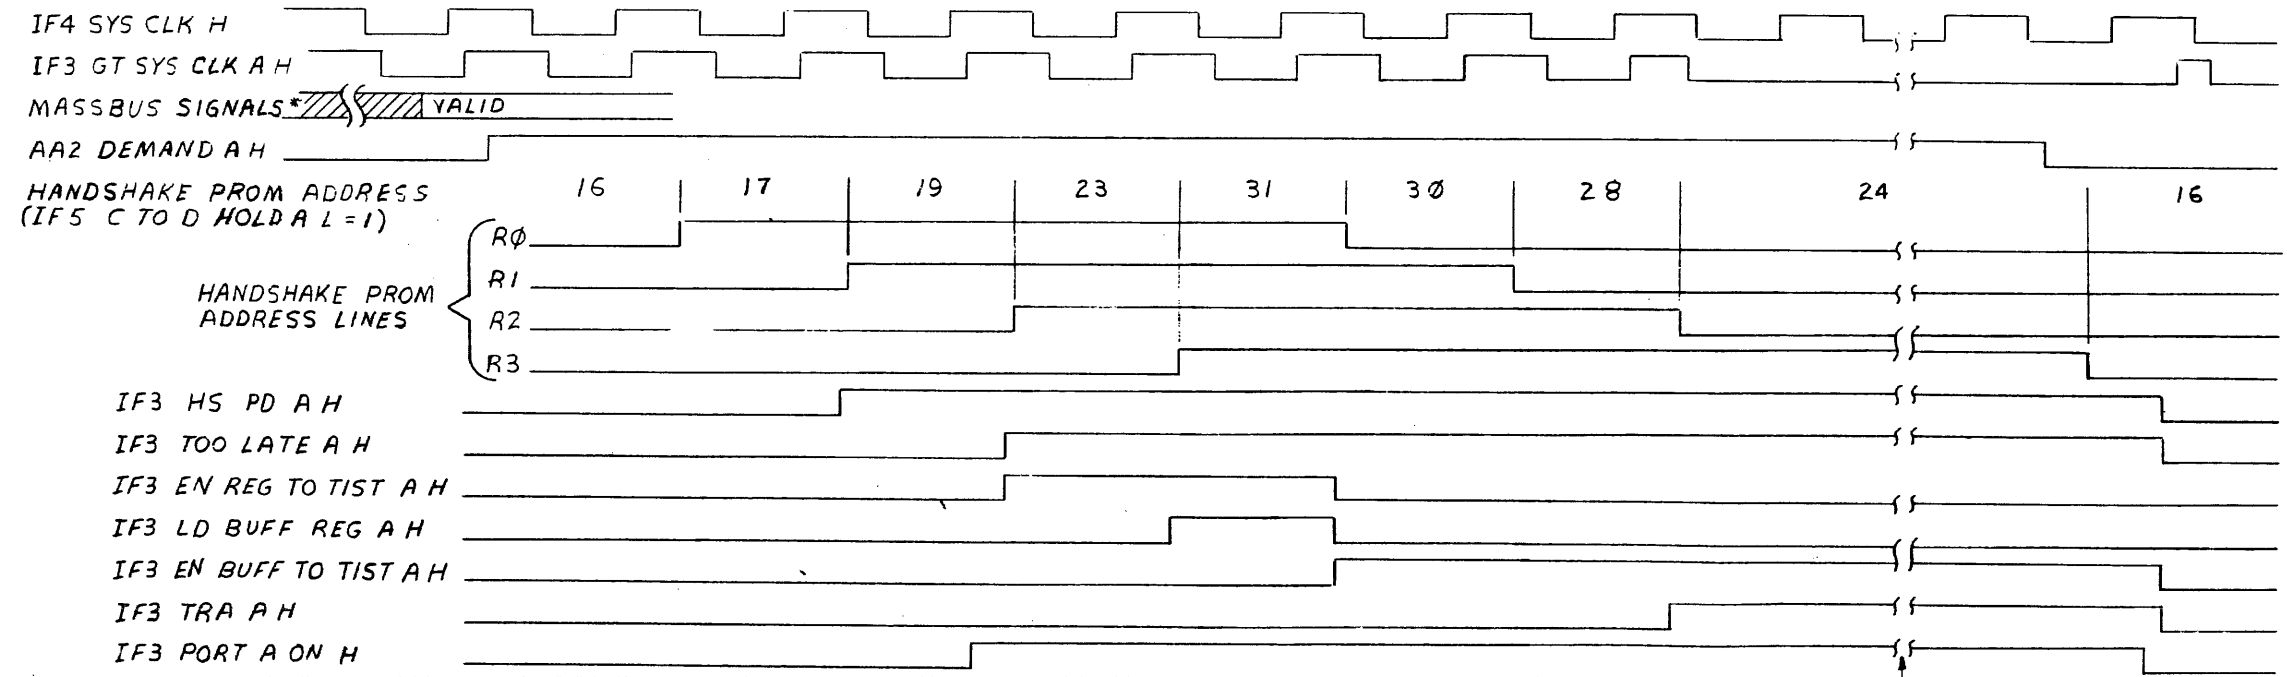 IF4 SYS CLK H
IF3 GT SYS CLK A H
MASSBUS SIGNALS* VALID
AA2 DEMAND A H
HANDSHAKE PROM ADDRESS 16 17 19 23 31 3Ø 28 24 16
(IF5 C TO D HOLD A L = 1)
RØ
R1
HANDSHAKE PROM
ADDRESS LINES
R2
R3
IF3 HS PD A H
IF3 TOO LATE A H
IF3 EN REG TO TIST A H
IF3 LD BUFF REG A H
IF3 EN BUFF TO TIST A H
IF3 TRA A H
IF3 PORT A ON H